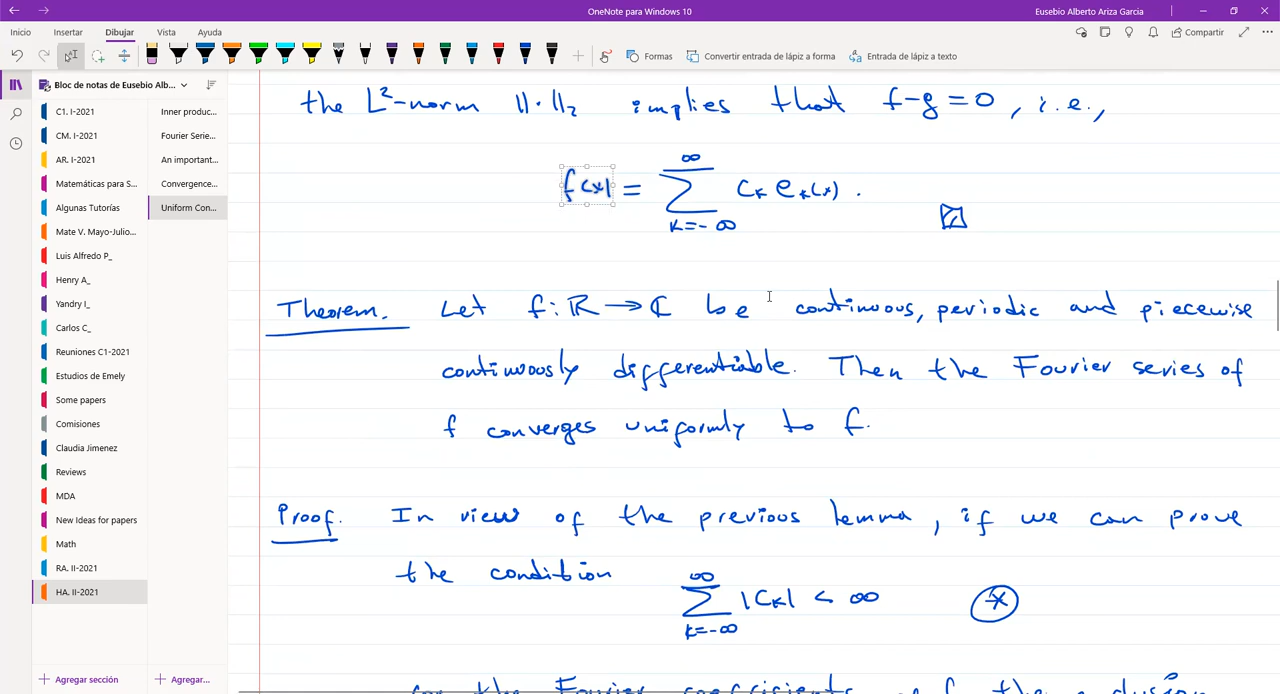 OneNote para Windows 10
Eusebio Alberto Ariza Garcia
Inicio Insertar Dibujar Vista Ayuda
Compartir
Formas Convertir entrada de lápiz a forma Entrada de lápiz a texto
Bloc de notas de Eusebio Alb...
C1. I-2021
CM. I-2021
AR. I-2021
Matemáticas para S...
Algunas Tutorías
Mate V. Mayo-Julio...
Luis Alfredo P_
Henry A_
Yandry I_
Carlos C_
Reuniones C1-2021
Estudios de Emely
Some papers
Comisiones
Claudia Jimenez
Reviews
MDA
New Ideas for papers
Math
RA. II-2021
HA. II-2021
Agregar sección
Inner produc...
Fourier Serie...
An important...
Convergence...
Uniform Con...
Agregar...
the L²-norm ||·||₂ implies that f-g=0, i.e.,
f(x) = ∑_{k=-∞}^{∞} c_k e_k(x).
Theorem. Let f: ℝ → ℂ be continuous, periodic and piecewise
continuously differentiable. Then the Fourier series of
f converges uniformly to f.
Proof. In view of the previous lemma, if we can prove
the condition ∑_{k=-∞}^{∞} |c_k| < ∞ (*)